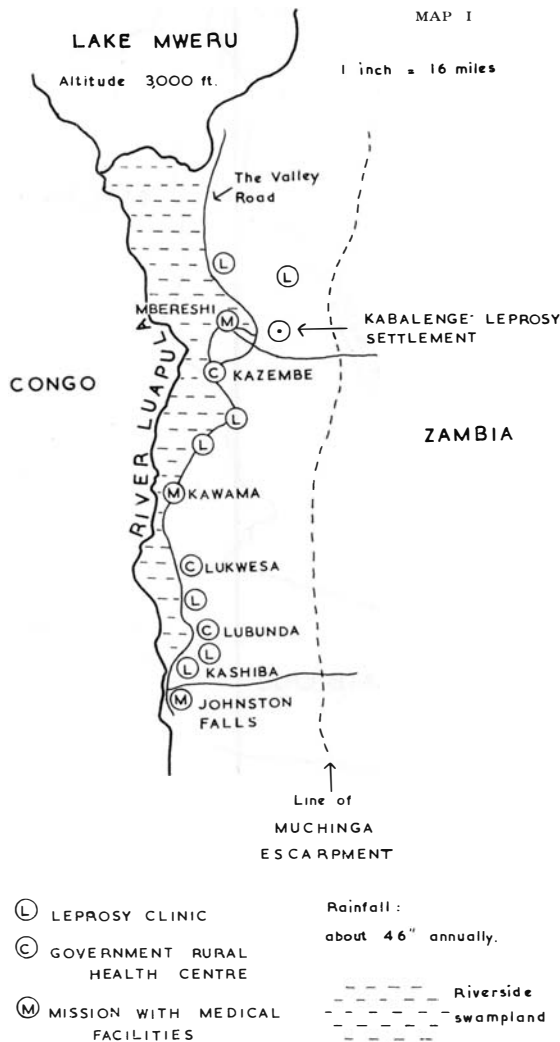 MAP I
LAKE MWERU
Altitude 3,000 ft.
1 inch = 16 miles
The Valley
Road
L
L
MBERESHI
M
KABALENGE LEPROSY
SETTLEMENT
C KAZEMBE
CONGO
RIVER LUAPULA
ZAMBIA
L
L
M KAWAMA
C LUKWESA
L
C LUBUNDA
L
L KASHIBA
M JOHNSTON
FALLS
Line of
MUCHINGA
ESCARPMENT
L LEPROSY CLINIC
C GOVERNMENT RURAL
HEALTH CENTRE
M MISSION WITH MEDICAL
FACILITIES
Rainfall :
about 46" annually.
Riverside
swampland